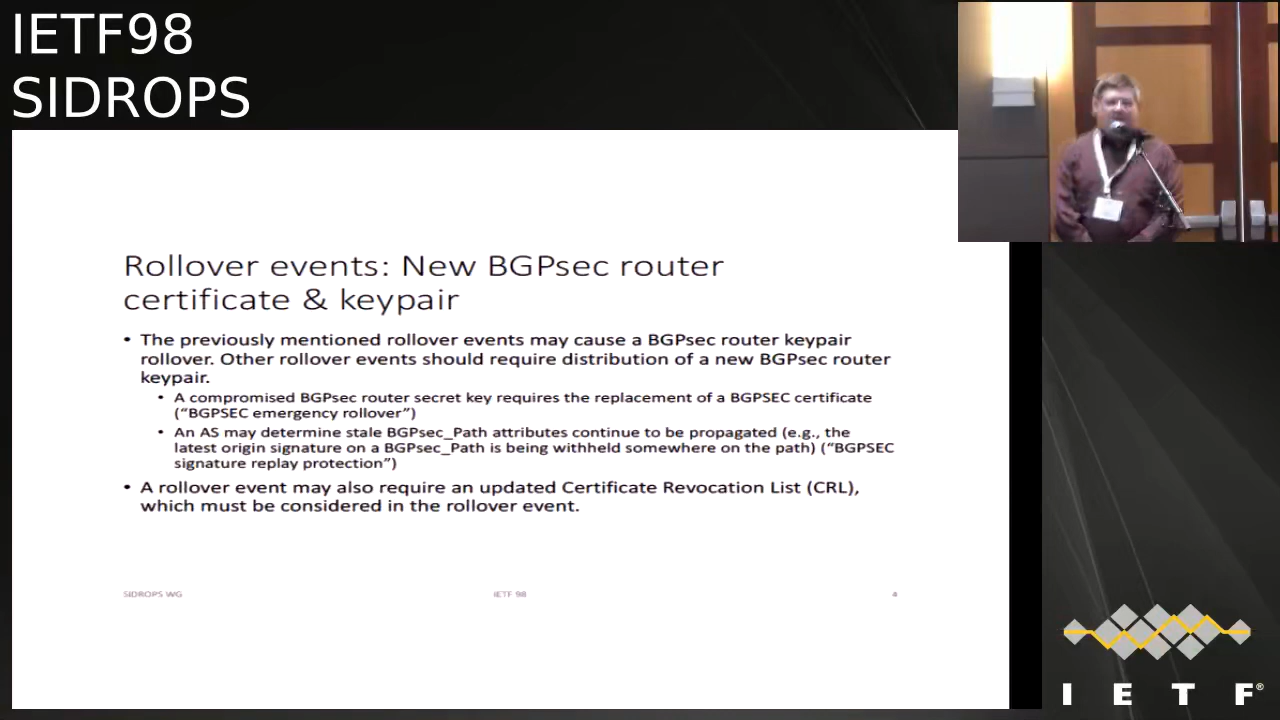 IETF98
SIDROPS
Rollover events: New BGPsec router
certificate & keypair
• The previously mentioned rollover events may cause a BGPsec router keypair
rollover. Other rollover events should require distribution of a new BGPsec router
keypair.
• A compromised BGPsec router secret key requires the replacement of a BGPSEC certificate
(“BGPSEC emergency rollover”)
• An AS may determine stale BGPsec_Path attributes continue to be propagated (e.g., the
latest origin signature on a BGPsec_Path is being withheld somewhere on the path) (“BGPSEC
signature replay protection”)
• A rollover event may also require an updated Certificate Revocation List (CRL),
which must be considered in the rollover event.
SIDROPS WG IETF 98
I E T F®